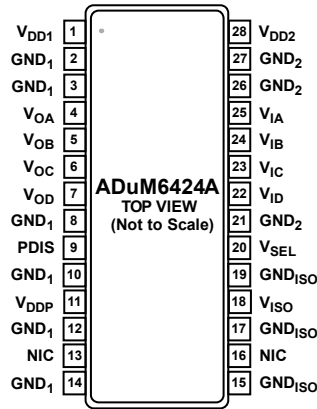 VDD1 1 28 VDD2
GND1 2 27 GND2
GND1 3 26 GND2
VOA 4 25 VIA
VOB 5 24 VIB
VOC 6 23 VIC
VOD 7 22 VID
GND1 8 21 GND2
PDIS 9 20 VSEL
GND1 10 19 GNDISO
VDDP 11 18 VISO
GND1 12 17 GNDISO
NIC 13 16 NIC
GND1 14 15 GNDISO
ADuM6424A
TOP VIEW
(Not to Scale)